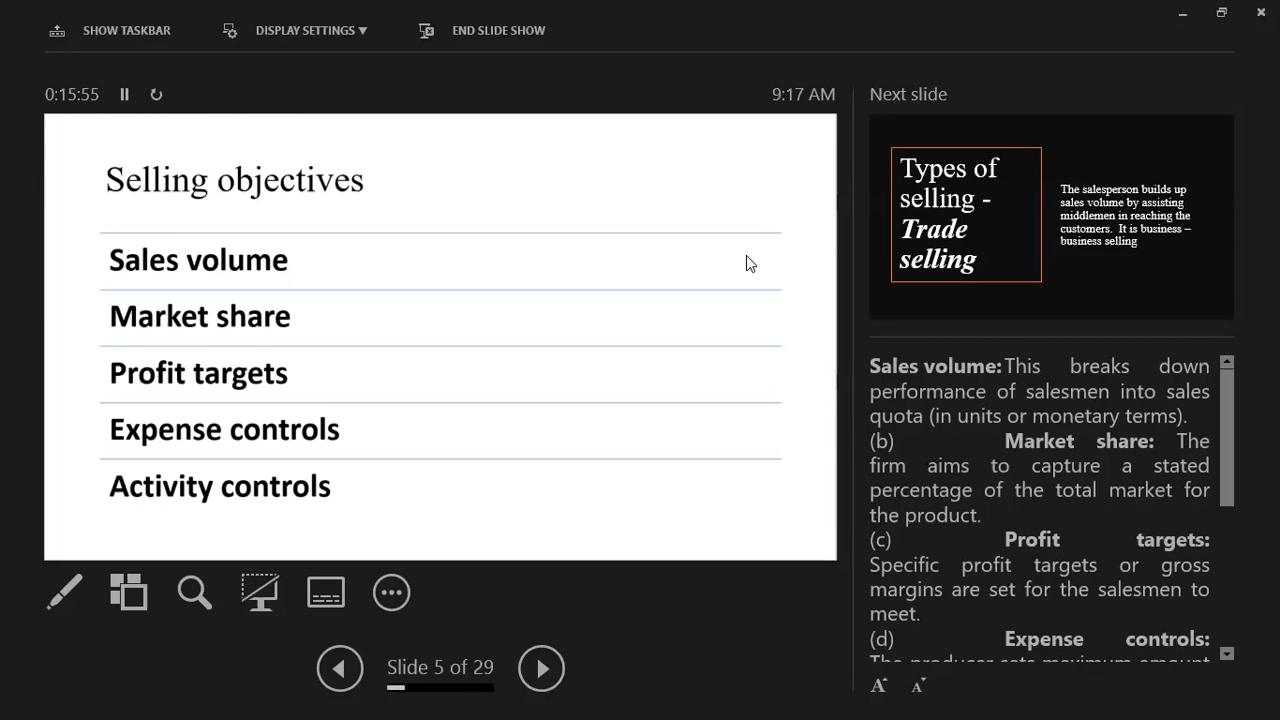 SHOW TASKBAR
DISPLAY SETTINGS ▼
END SLIDE SHOW
0:15:55
9:17 AM
Selling objectives
Sales volume
Market share
Profit targets
Expense controls
Activity controls
Slide 5 of 29
Next slide
Types of
selling -
Trade
selling
The salesperson builds up
sales volume by assisting
middlemen in reaching the
customers. It is business –
business selling
Sales volume: This breaks down
performance of salesmen into sales
quota (in units or monetary terms).
(b) Market share: The
firm aims to capture a stated
percentage of the total market for
the product.
(c) Profit targets:
Specific profit targets or gross
margins are set for the salesmen to
meet.
(d) Expense controls:
The producer sets maximum amount
A A